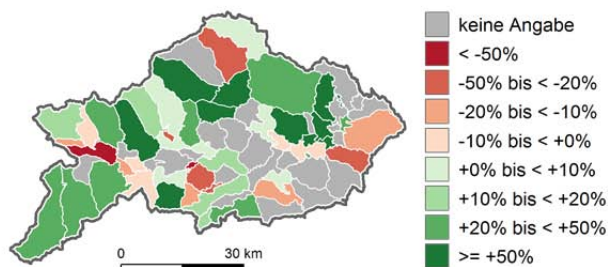 keine Angabe
< -50%
-50% bis < -20%
-20% bis < -10%
-10% bis < +0%
+0% bis < +10%
+10% bis < +20%
+20% bis < +50%
>= +50%
0 30 km